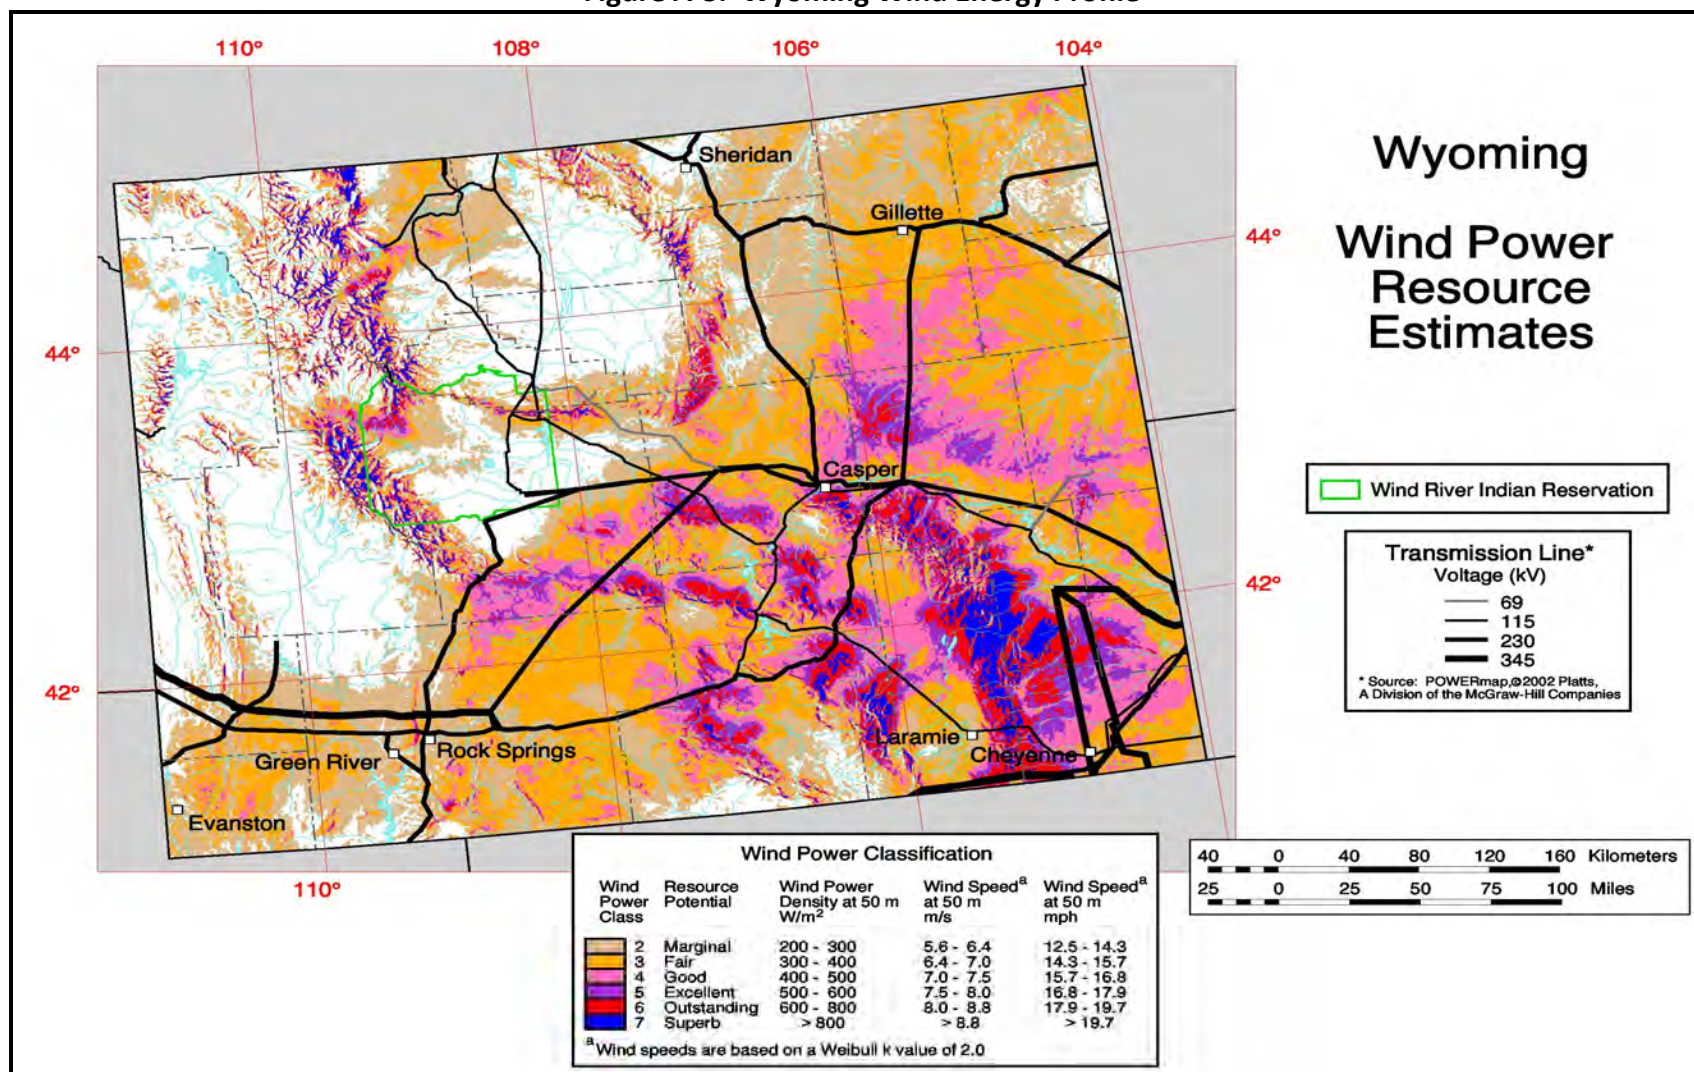 Wyoming Wind Energy Profile
110° 108° 106° 104°
Wyoming
Wind Power
Resource
Estimates
Sheridan
Gillette
44°
44°
Casper
Wind River Indian Reservation
Transmission Line*
Voltage (kV)
69
115
230
345
* Source: POWERmap, ©2002 Platts,
A Division of the McGraw-Hill Companies
42°
42°
Laramie
Cheyenne
Rock Springs
Green River
Evanston
110°
Wind Power Classification
Wind Power Class Resource Potential Wind Power Density at 50 m W/m² Wind Speedᵃ at 50 m m/s Wind Speedᵃ at 50 m mph
2 Marginal 200 - 300 5.6 - 6.4 12.5 - 14.3
3 Fair 300 - 400 6.4 - 7.0 14.3 - 15.7
4 Good 400 - 500 7.0 - 7.5 15.7 - 16.8
5 Excellent 500 - 600 7.5 - 8.0 16.8 - 17.9
6 Outstanding 600 - 800 8.0 - 8.8 17.9 - 19.7
7 Superb > 800 > 8.8 > 19.7
ᵃ Wind speeds are based on a Weibull k value of 2.0
40 0 40 80 120 160 Kilometers
25 0 25 50 75 100 Miles